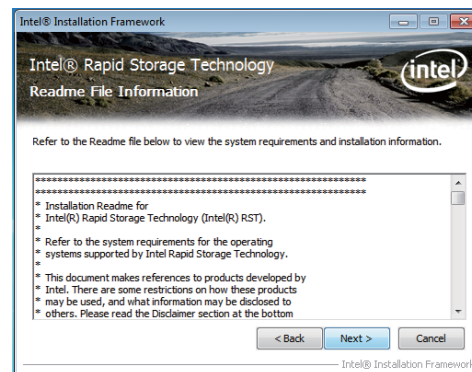 Intel® Installation Framework
Intel® Rapid Storage Technology
Readme File Information
intel
Refer to the Readme file below to view the system requirements and installation information.
******************************************************************
******************************************************************
* Installation Readme for
* Intel(R) Rapid Storage Technology (Intel(R) RST).
*
* Refer to the system requirements for the operating
* systems supported by Intel Rapid Storage Technology.
*
* This document makes references to products developed by
* Intel. There are some restrictions on how these products
* may be used, and what information may be disclosed to
* others. Please read the Disclaimer section at the bottom
< Back Next > Cancel
Intel® Installation Framework